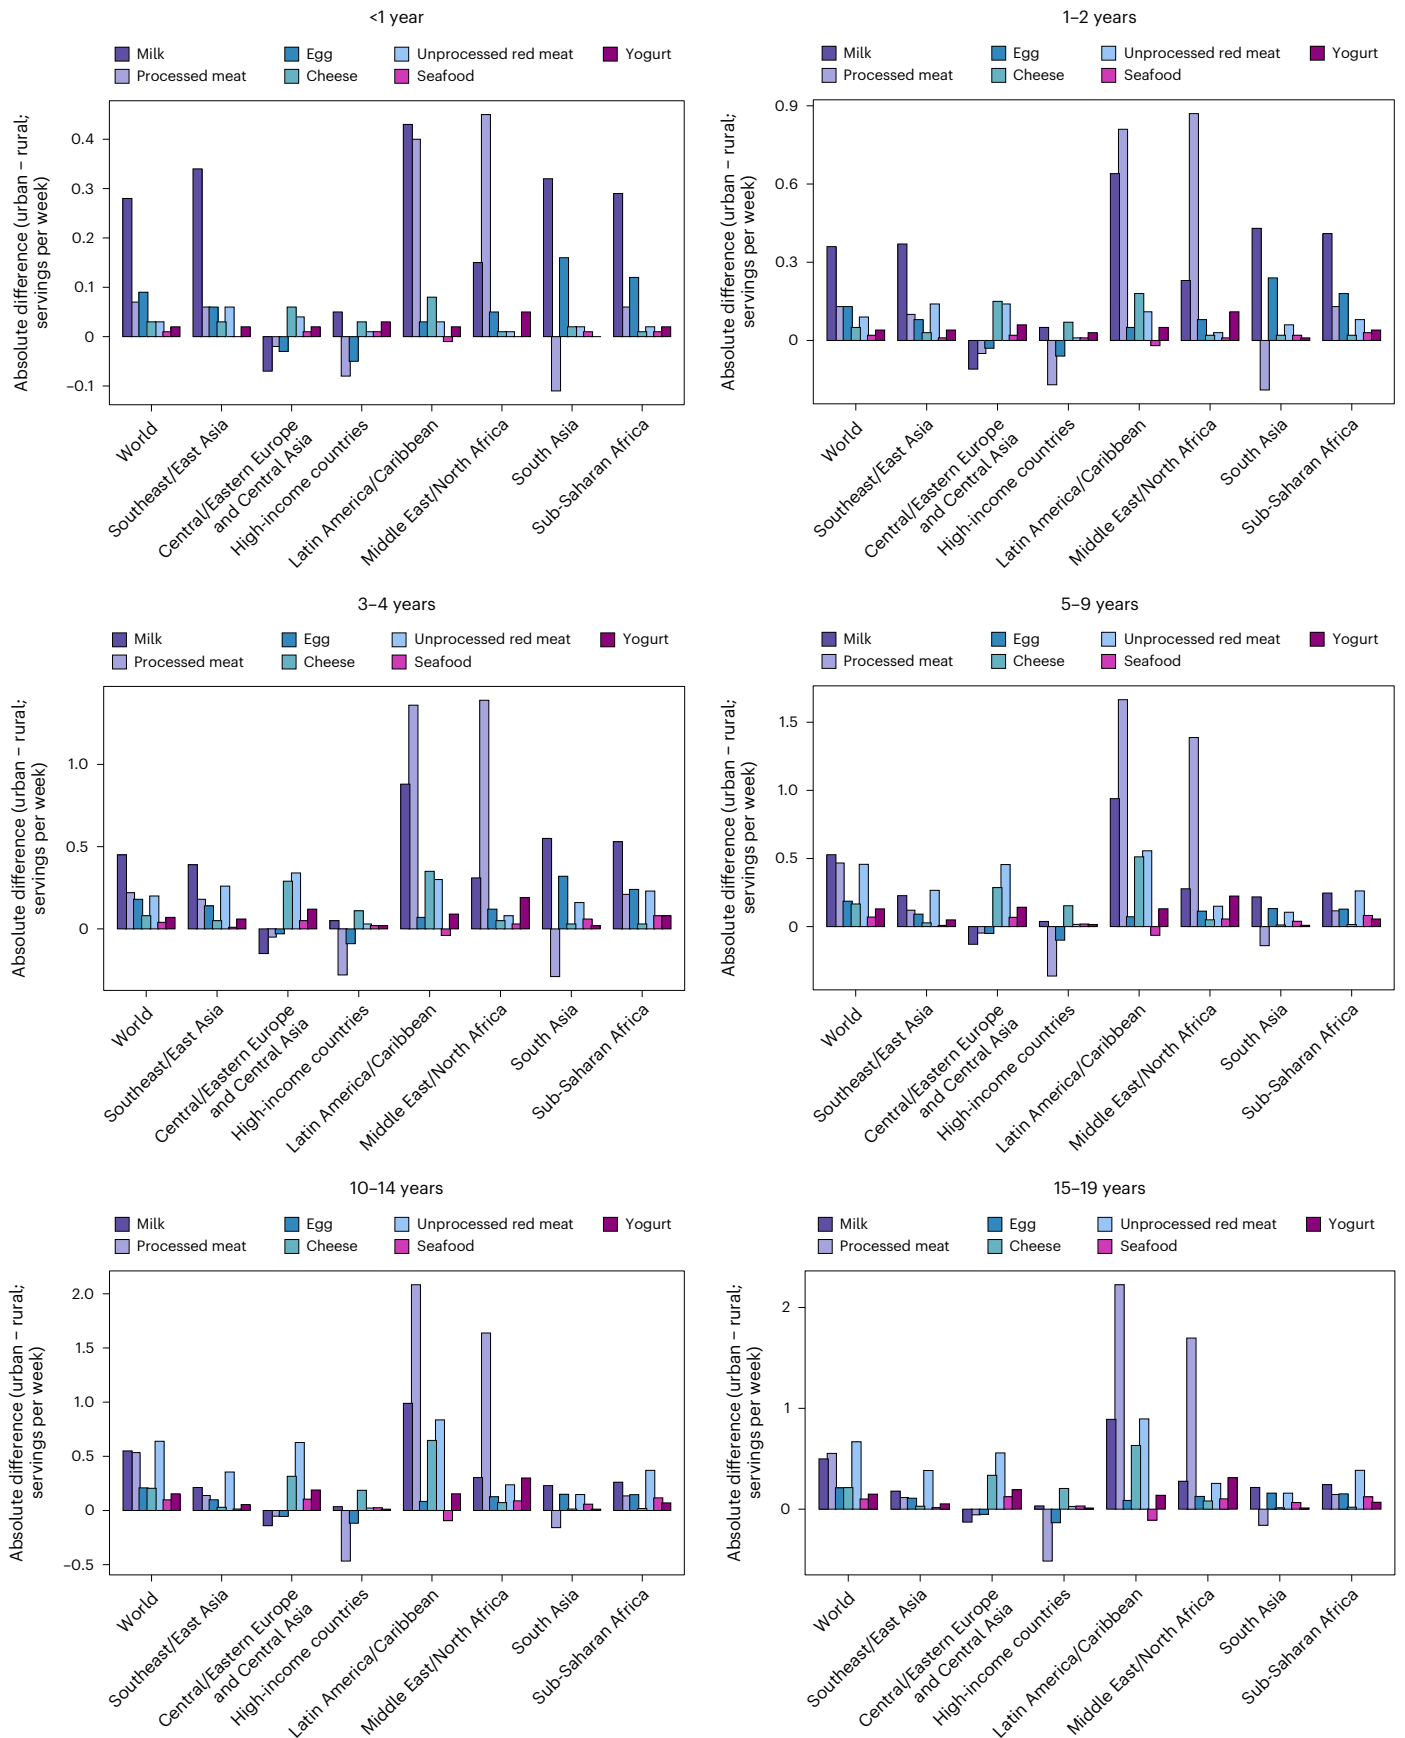 <1 year
Milk Egg Unprocessed red meat Yogurt
Processed meat Cheese Seafood
Absolute difference (urban – rural;
servings per week)
0.4
0.3
0.2
0.1
0
–0.1
World
Southeast/East Asia
Central/Eastern Europe
and Central Asia
High-income countries
Latin America/Caribbean
Middle East/North Africa
South Asia
Sub-Saharan Africa
1–2 years
Milk Egg Unprocessed red meat Yogurt
Processed meat Cheese Seafood
Absolute difference (urban – rural;
servings per week)
0.9
0.6
0.3
0
World
Southeast/East Asia
Central/Eastern Europe
and Central Asia
High-income countries
Latin America/Caribbean
Middle East/North Africa
South Asia
Sub-Saharan Africa
3–4 years
Milk Egg Unprocessed red meat Yogurt
Processed meat Cheese Seafood
Absolute difference (urban – rural;
servings per week)
1.0
0.5
0
World
Southeast/East Asia
Central/Eastern Europe
and Central Asia
High-income countries
Latin America/Caribbean
Middle East/North Africa
South Asia
Sub-Saharan Africa
5–9 years
Milk Egg Unprocessed red meat Yogurt
Processed meat Cheese Seafood
Absolute difference (urban – rural;
servings per week)
1.5
1.0
0.5
0
World
Southeast/East Asia
Central/Eastern Europe
and Central Asia
High-income countries
Latin America/Caribbean
Middle East/North Africa
South Asia
Sub-Saharan Africa
10–14 years
Milk Egg Unprocessed red meat Yogurt
Processed meat Cheese Seafood
Absolute difference (urban – rural;
servings per week)
2.0
1.5
1.0
0.5
0
–0.5
World
Southeast/East Asia
Central/Eastern Europe
and Central Asia
High-income countries
Latin America/Caribbean
Middle East/North Africa
South Asia
Sub-Saharan Africa
15–19 years
Milk Egg Unprocessed red meat Yogurt
Processed meat Cheese Seafood
Absolute difference (urban – rural;
servings per week)
2
1
0
World
Southeast/East Asia
Central/Eastern Europe
and Central Asia
High-income countries
Latin America/Caribbean
Middle East/North Africa
South Asia
Sub-Saharan Africa